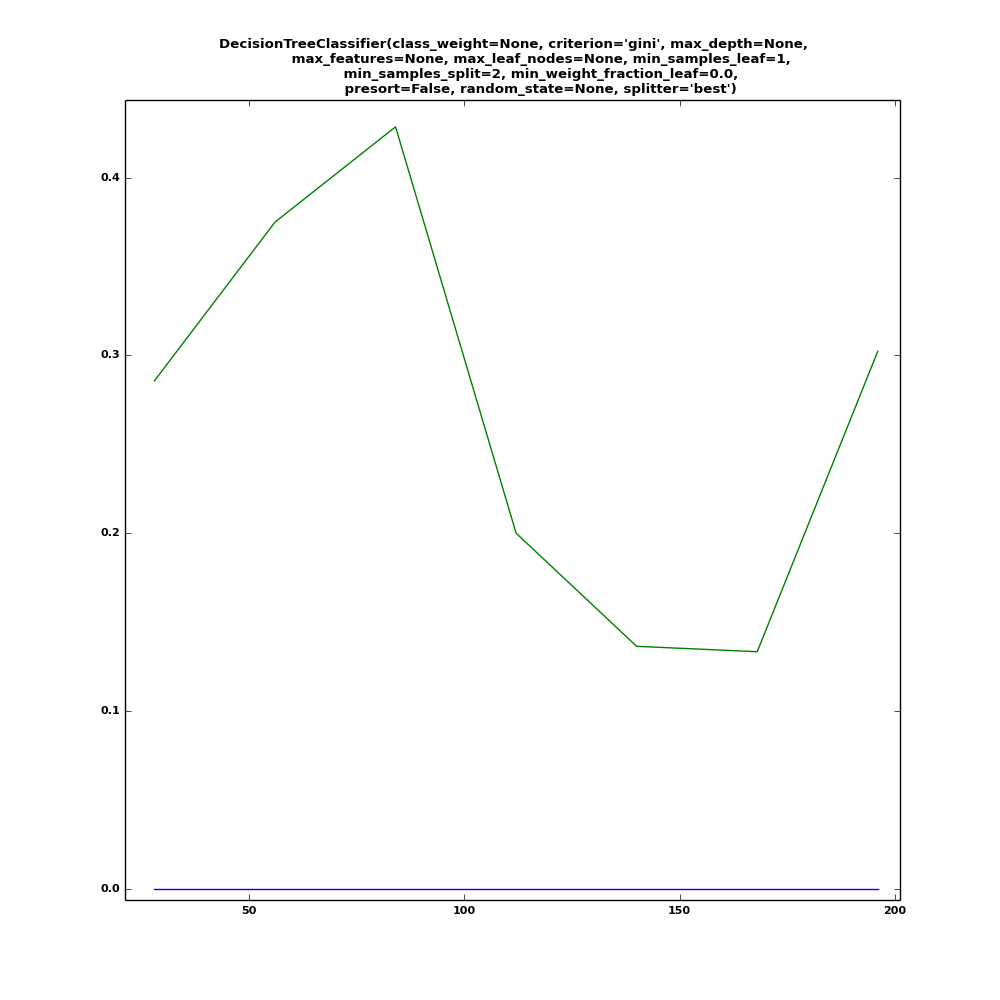 DecisionTreeClassifier(class_weight=None, criterion='gini', max_depth=None,
max_features=None, max_leaf_nodes=None, min_samples_leaf=1,
min_samples_split=2, min_weight_fraction_leaf=0.0,
presort=False, random_state=None, splitter='best')
0.4
0.3
0.2
0.1
0.0
50 100 150 200